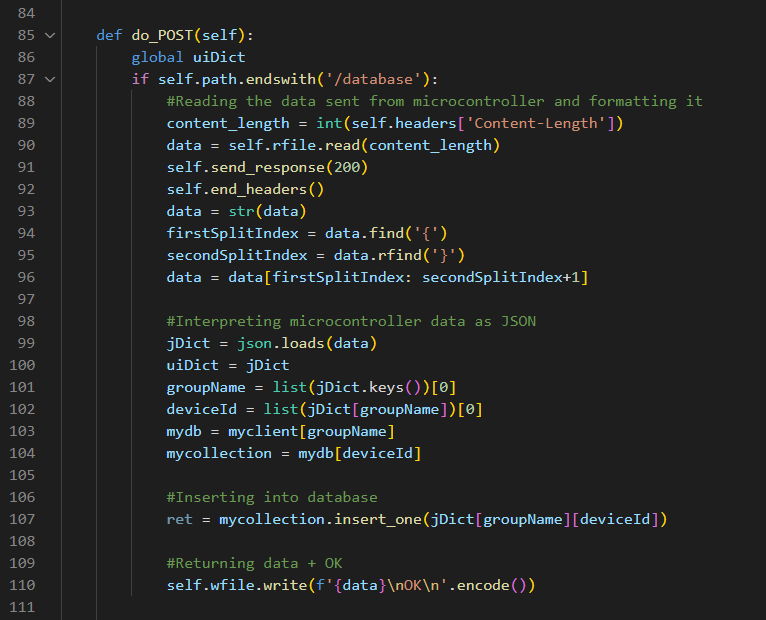 84
85 def do_POST(self):
86 global uiDict
87 if self.path.endswith('/database'):
88 #Reading the data sent from microcontroller and formatting it
89 content_length = int(self.headers['Content-Length'])
90 data = self.rfile.read(content_length)
91 self.send_response(200)
92 self.end_headers()
93 data = str(data)
94 firstSplitIndex = data.find('{')
95 secondSplitIndex = data.rfind('}')
96 data = data[firstSplitIndex: secondSplitIndex+1]
97
98 #Interpreting microcontroller data as JSON
99 jDict = json.loads(data)
100 uiDict = jDict
101 groupName = list(jDict.keys())[0]
102 deviceId = list(jDict[groupName])[0]
103 mydb = myclient[groupName]
104 mycollection = mydb[deviceId]
105
106 #Inserting into database
107 ret = mycollection.insert_one(jDict[groupName][deviceId])
108
109 #Returning data + OK
110 self.wfile.write(f'{data}\nOK\n'.encode())
111